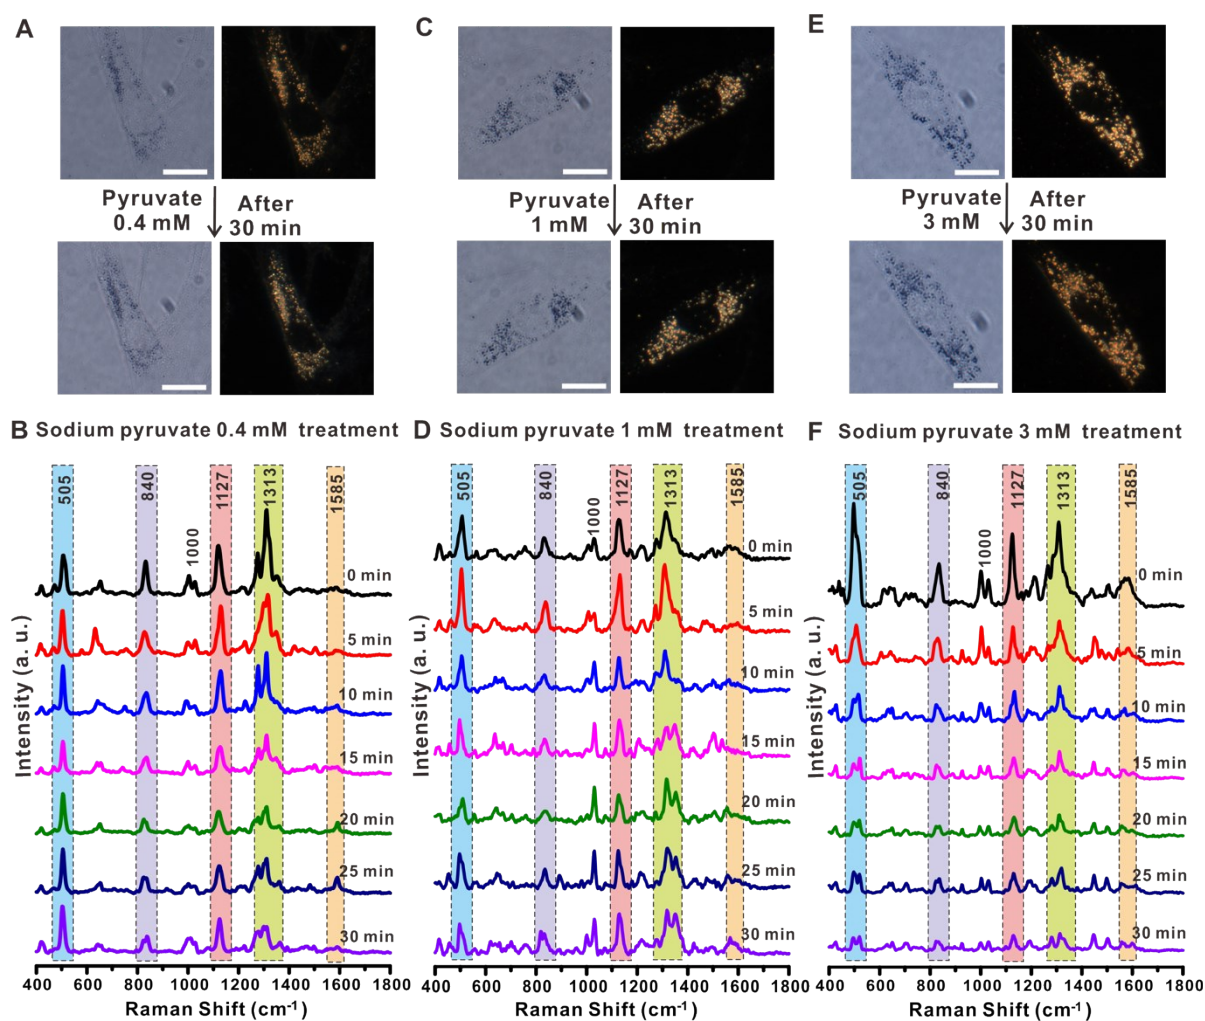 A
C
E
Pyruvate
0.4 mM
After
30 min
Pyruvate
1 mM
After
30 min
Pyruvate
3 mM
After
30 min
B Sodium pyruvate 0.4 mM treatment
D Sodium pyruvate 1 mM treatment
F Sodium pyruvate 3 mM treatment
Intensity (a. u.)
505
840
1000
1127
1313
1585
0 min
5 min
10 min
15 min
20 min
25 min
30 min
400 600 800 1000 1200 1400 1600 1800
Raman Shift (cm⁻¹)
Intensity (a. u.)
505
840
1000
1127
1313
1585
0 min
5 min
10 min
15 min
20 min
25 min
30 min
400 600 800 1000 1200 1400 1600 1800
Raman Shift (cm⁻¹)
Intensity (a. u.)
505
840
1000
1127
1313
1585
0 min
5 min
10 min
15 min
20 min
25 min
30 min
400 600 800 1000 1200 1400 1600 1800
Raman Shift (cm⁻¹)